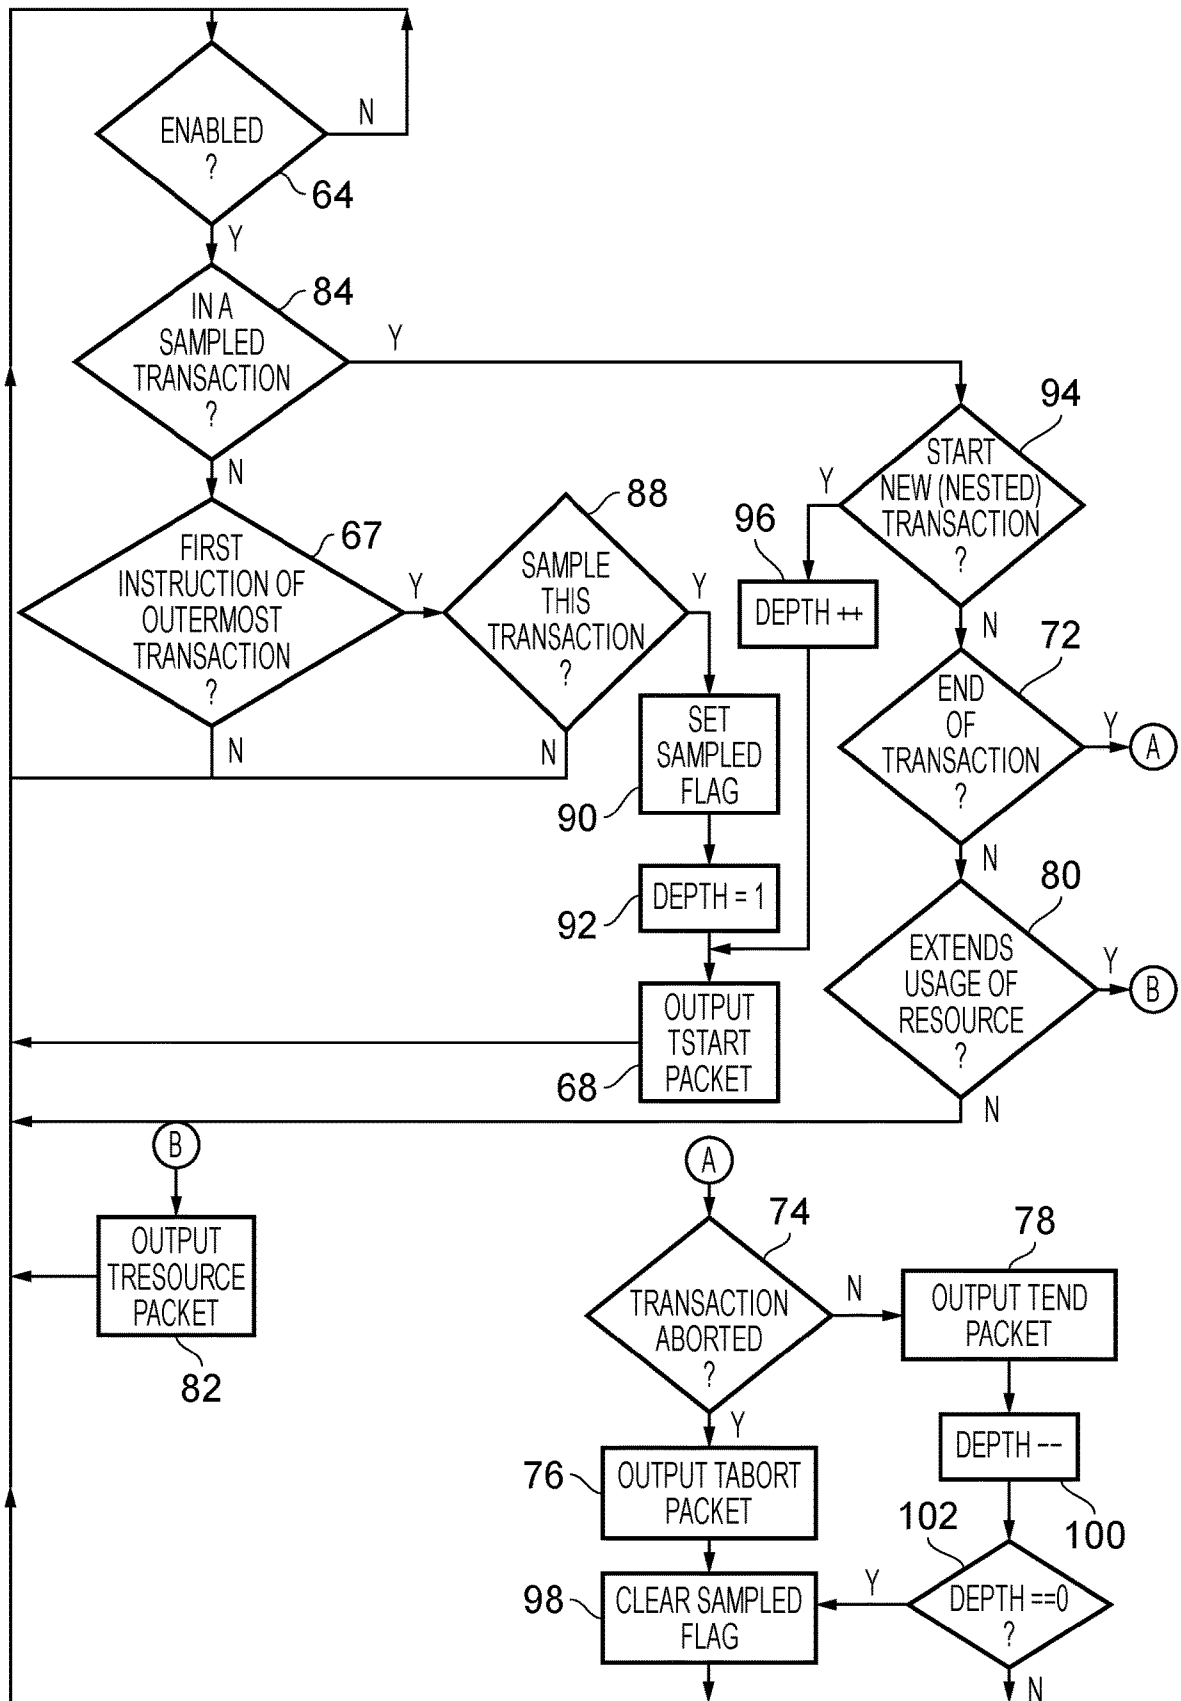 ENABLED
?
N
64
Y
IN A
SAMPLED
TRANSACTION
?
84
Y
N
FIRST
INSTRUCTION OF
OUTERMOST
TRANSACTION
?
67
Y
N
SAMPLE
THIS
TRANSACTION
?
88
Y
N
SET
SAMPLED
FLAG
90
DEPTH = 1
92
OUTPUT
TSTART
PACKET
68
START
NEW (NESTED)
TRANSACTION
?
94
Y
96
DEPTH ++
N
END
OF
TRANSACTION
?
72
Y
A
N
EXTENDS
USAGE OF
RESOURCE
?
80
Y
B
N
B
OUTPUT
TRESOURCE
PACKET
82
A
TRANSACTION
ABORTED
?
74
N
78
OUTPUT TEND
PACKET
Y
76
OUTPUT TABORT
PACKET
DEPTH --
100
98
CLEAR SAMPLED
FLAG
102
DEPTH ==0
?
Y
N